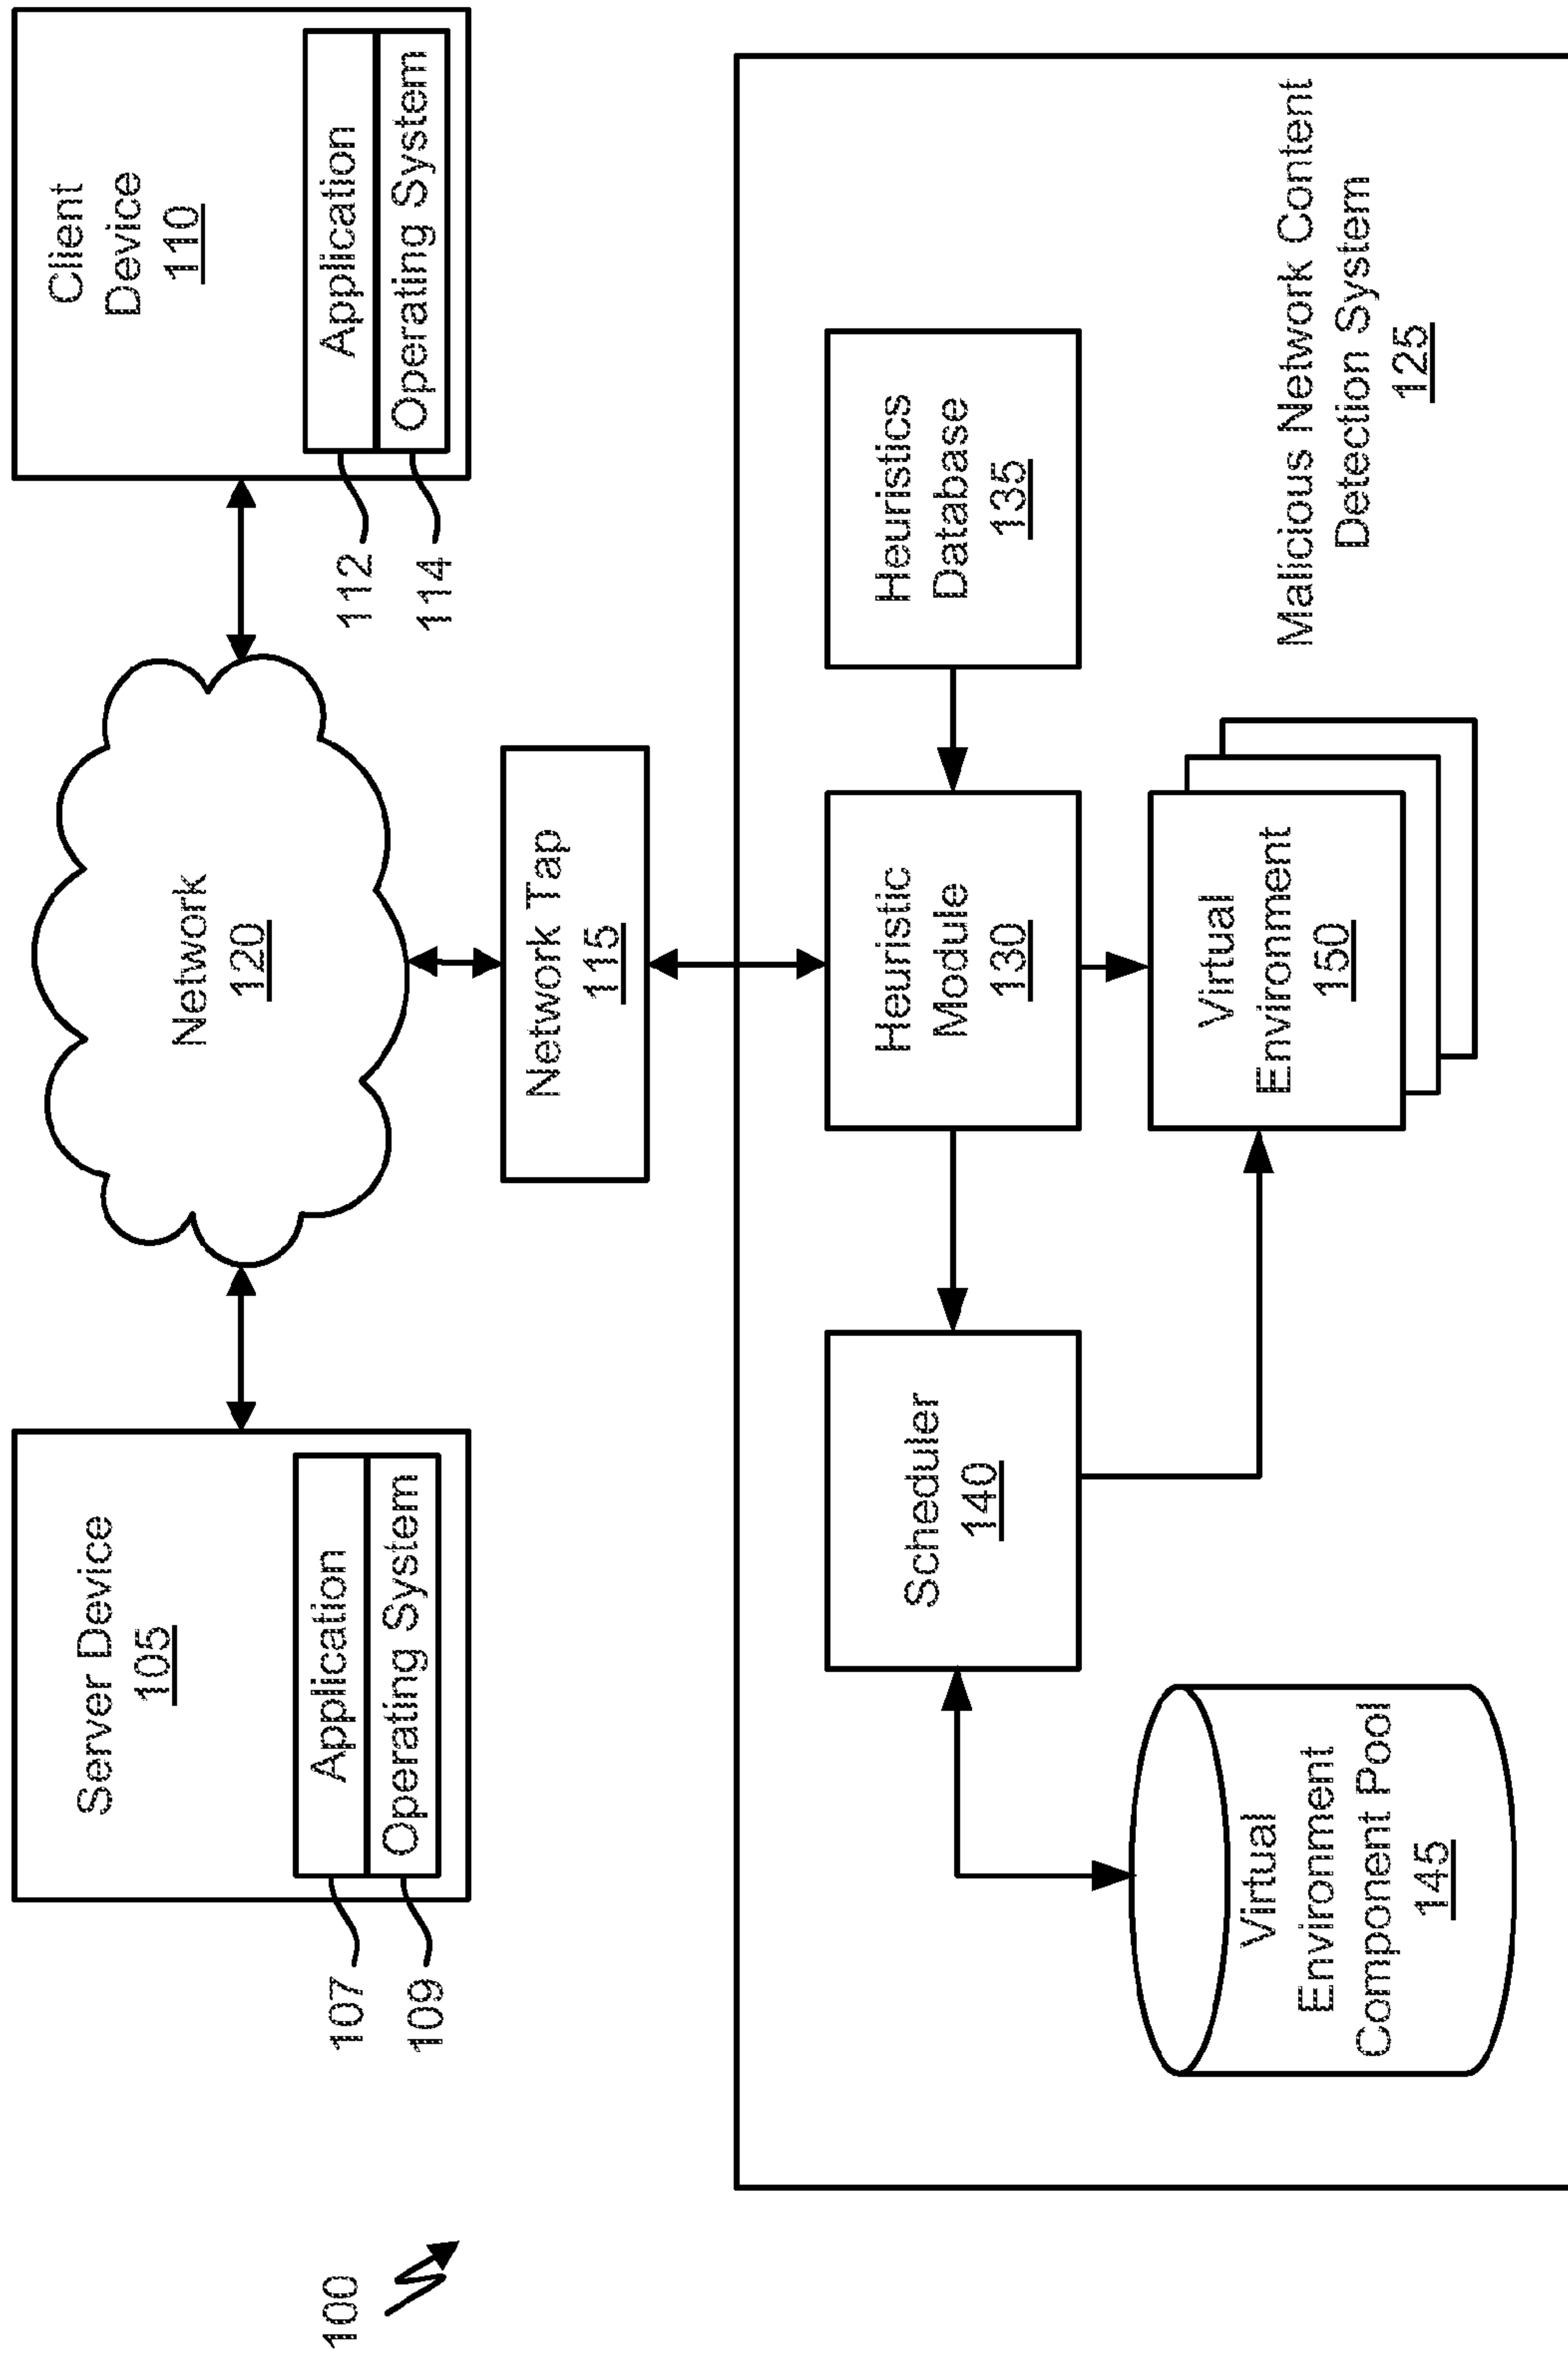 100
Server Device
105
Application
Operating System
107
109
Network
120
Client
Device
110
Application
Operating System
112
114
Network Tap
115
Scheduler
140
Heuristic
Module
130
Heuristics
Database
135
Virtual
Environment
Component Pool
145
Virtual
Environment
150
Malicious Network Content
Detection System
125